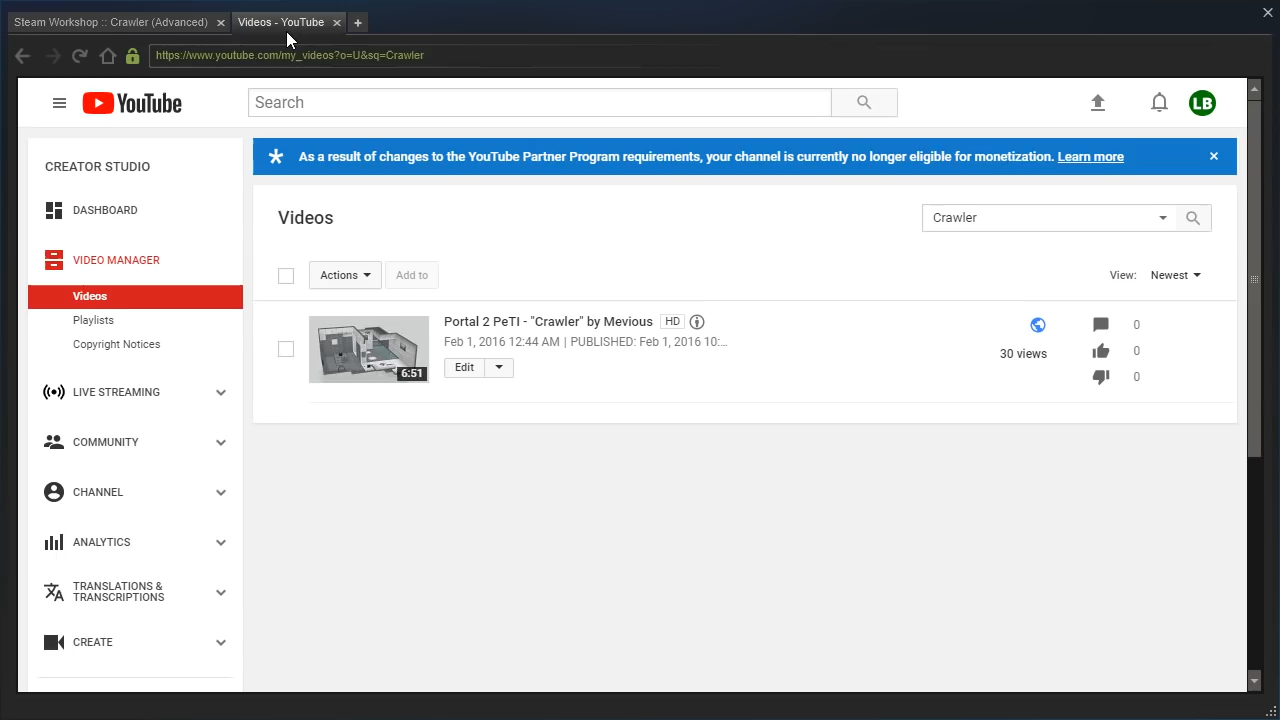 Steam Workshop :: Crawler (Advanced)
Videos - YouTube
https://www.youtube.com/my_videos?o=U&sq=Crawler
YouTube
Search
LB
CREATOR STUDIO
As a result of changes to the YouTube Partner Program requirements, your channel is currently no longer eligible for monetization. Learn more
DASHBOARD
Videos
Crawler
VIDEO MANAGER
Actions
Add to
View: Newest
Videos
Playlists
Copyright Notices
Portal 2 PeTI - "Crawler" by Mevious HD
Feb 1, 2016 12:44 AM | PUBLISHED: Feb 1, 2016 10:...
Edit
6:51
30 views
0
0
0
LIVE STREAMING
COMMUNITY
CHANNEL
ANALYTICS
TRANSLATIONS &
TRANSCRIPTIONS
CREATE